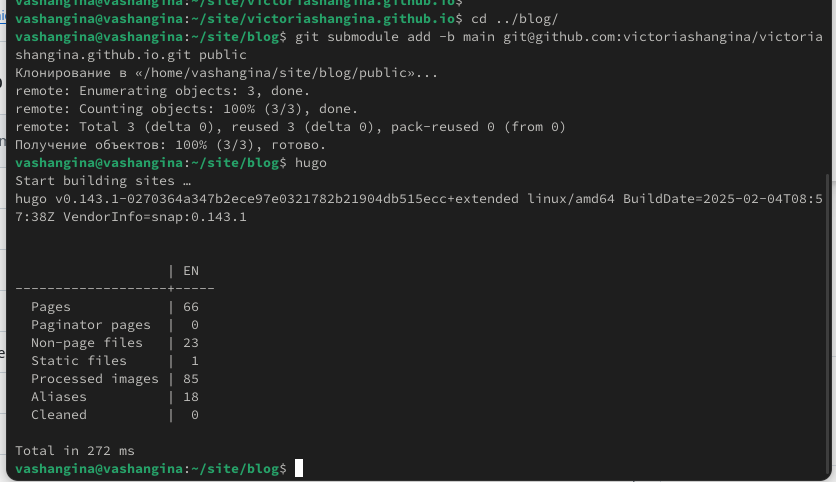 vashangina@vashangina:~/site/victoriashangina.github.io$
vashangina@vashangina:~/site/victoriashangina.github.io$ cd ../blog/
vashangina@vashangina:~/site/blog$ git submodule add -b main git@github.com:victoriashangina/victoria
shangina.github.io.git public
Клонирование в «/home/vashangina/site/blog/public»...
remote: Enumerating objects: 3, done.
remote: Counting objects: 100% (3/3), done.
remote: Total 3 (delta 0), reused 3 (delta 0), pack-reused 0 (from 0)
Получение объектов: 100% (3/3), готово.
vashangina@vashangina:~/site/blog$ hugo
Start building sites …
hugo v0.143.1-0270364a347b2ece97e0321782b21904db515ecc+extended linux/amd64 BuildDate=2025-02-04T08:5
7:38Z VendorInfo=snap:0.143.1
                   | EN
-------------------+-----
  Pages            | 66
  Paginator pages  |  0
  Non-page files   | 23
  Static files     |  1
  Processed images | 85
  Aliases          | 18
  Cleaned          |  0
Total in 272 ms
vashangina@vashangina:~/site/blog$